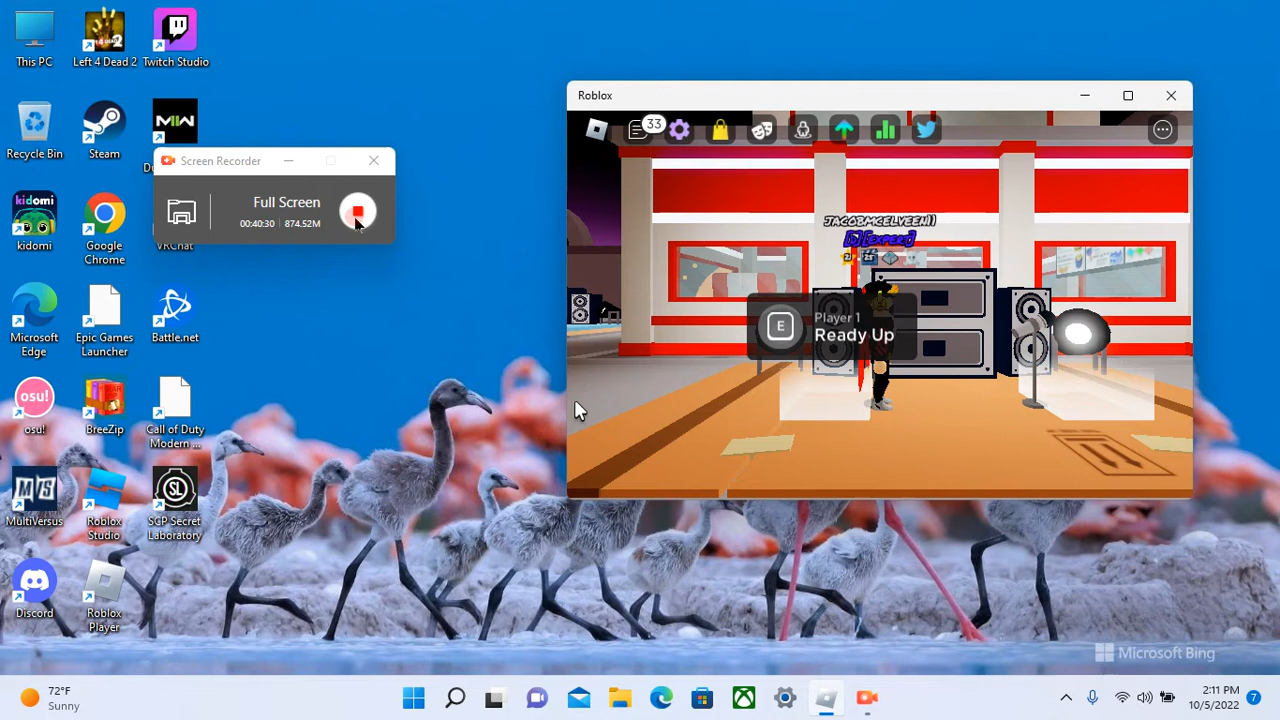 This PC
Left 4 Dead 2
Twitch Studio
Recycle Bin
Steam
kidomi
kidomi
Google
Chrome
VRChat
Microsoft
Edge
Epic Games
Launcher
Battle.net
osu!
osu!
BreeZip
Call of Duty
Modern ...
MultiVersus
Roblox
Studio
SCP Secret
Laboratory
Discord
Roblox
Player
Screen Recorder
Full Screen
00:40:30 874.52M
Roblox
33
E
Player 1
Ready Up
Microsoft Bing
72°F
Sunny
2:11 PM
10/5/2022
7